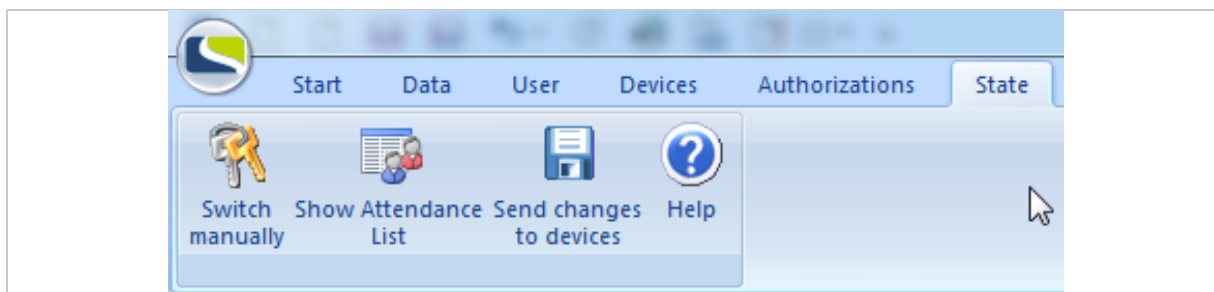 Start Data User Devices Authorizations State
Switch Show Attendance Send changes Help
manually List to devices